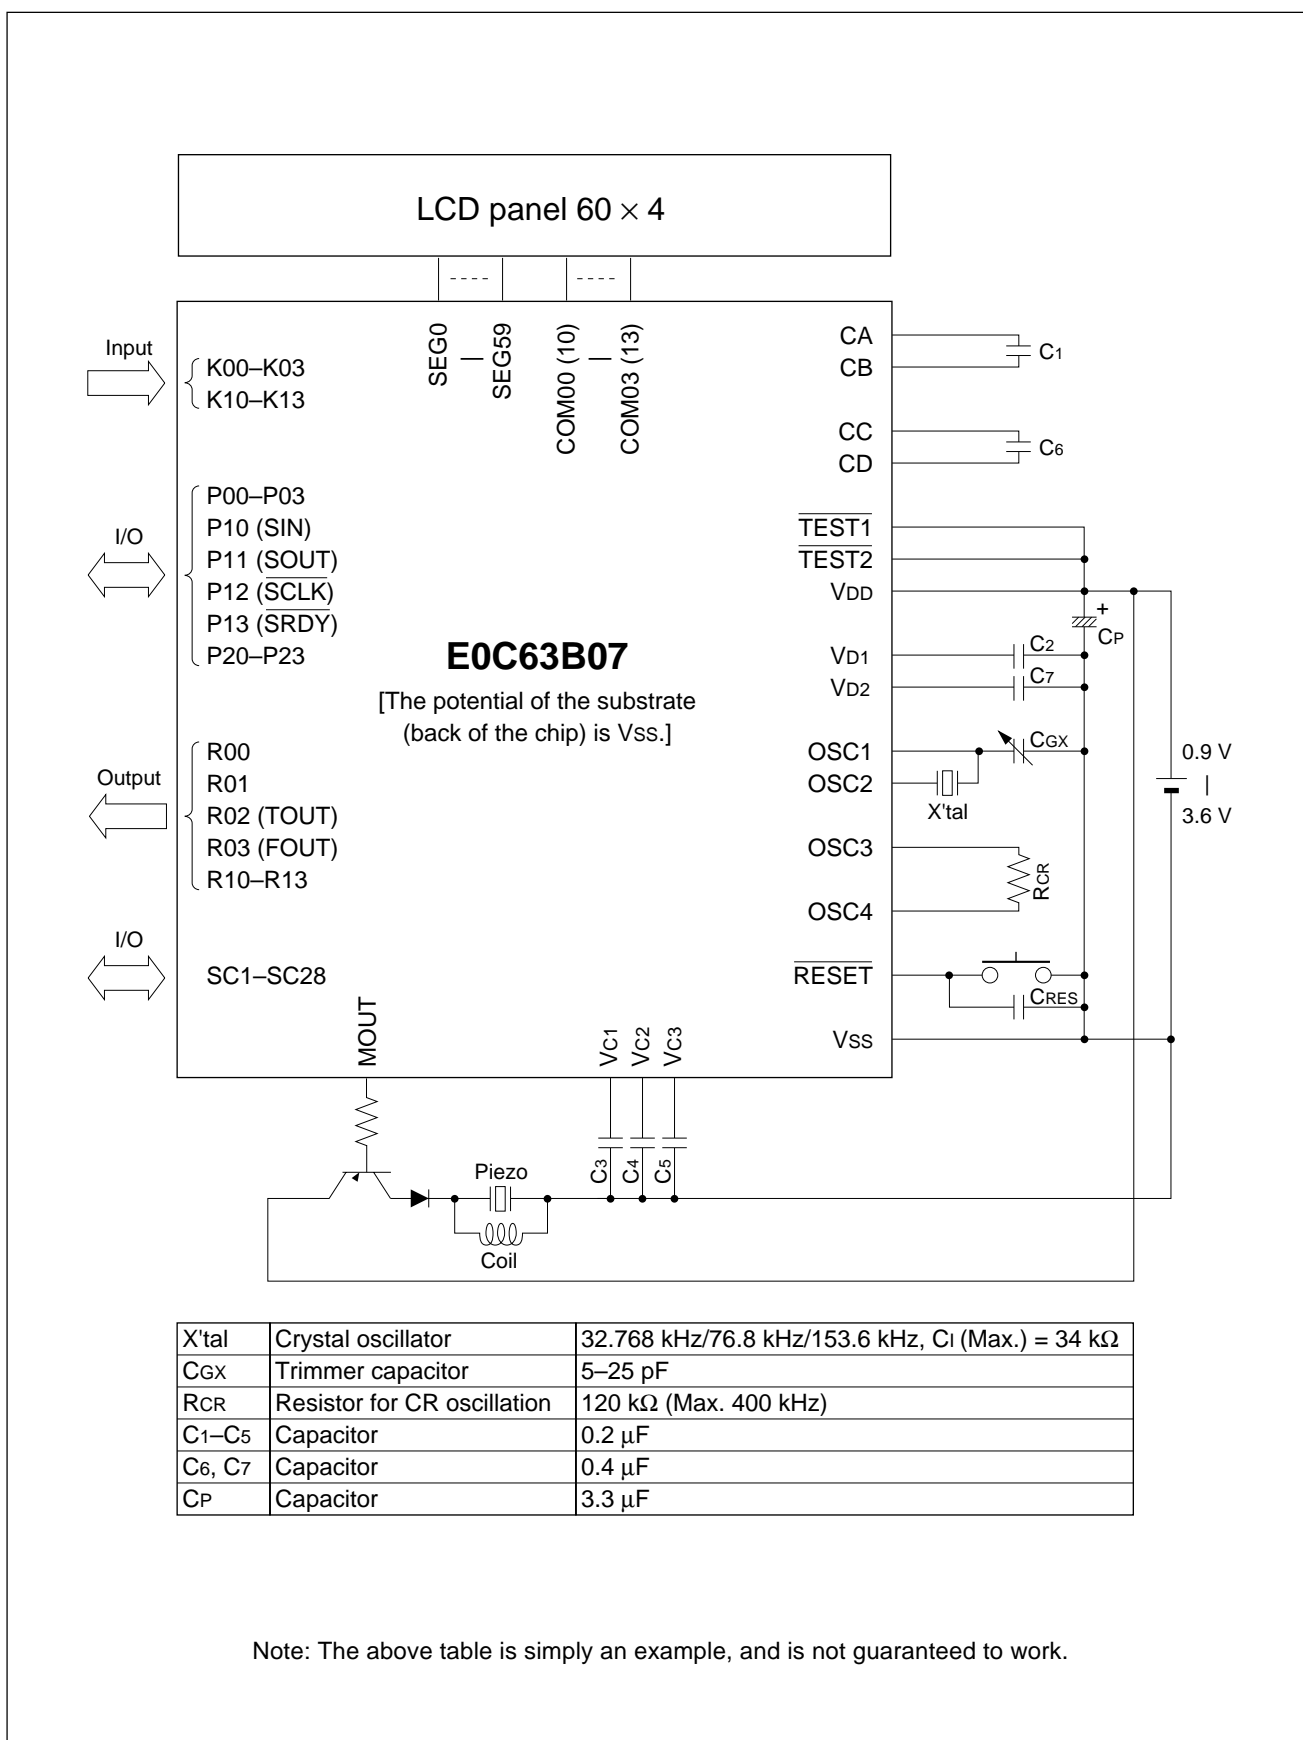 LCD panel 60 × 4
SEG0
—
SEG59
COM00 (10)
—
COM03 (13)
Input
K00–K03
K10–K13
I/O
P00–P03
P10 (SIN)
P11 (SOUT)
P12 (SCLK)
P13 (SRDY)
P20–P23
Output
R00
R01
R02 (TOUT)
R03 (FOUT)
R10–R13
I/O
SC1–SC28
E0C63B07
[The potential of the substrate
(back of the chip) is VSS.]
CA
CB
C1
CC
CD
C6
TEST1
TEST2
VDD
+
CP
VD1
C2
VD2
C7
OSC1
CGX
OSC2
X'tal
0.9 V
|
3.6 V
OSC3
RCR
OSC4
RESET
CRES
VSS
MOUT
VC1
VC2
VC3
C3
C4
C5
Piezo
Coil
X'tal Crystal oscillator 32.768 kHz/76.8 kHz/153.6 kHz, CI (Max.) = 34 kΩ
CGX Trimmer capacitor 5–25 pF
RCR Resistor for CR oscillation 120 kΩ (Max. 400 kHz)
C1–C5 Capacitor 0.2 µF
C6, C7 Capacitor 0.4 µF
CP Capacitor 3.3 µF
Note: The above table is simply an example, and is not guaranteed to work.